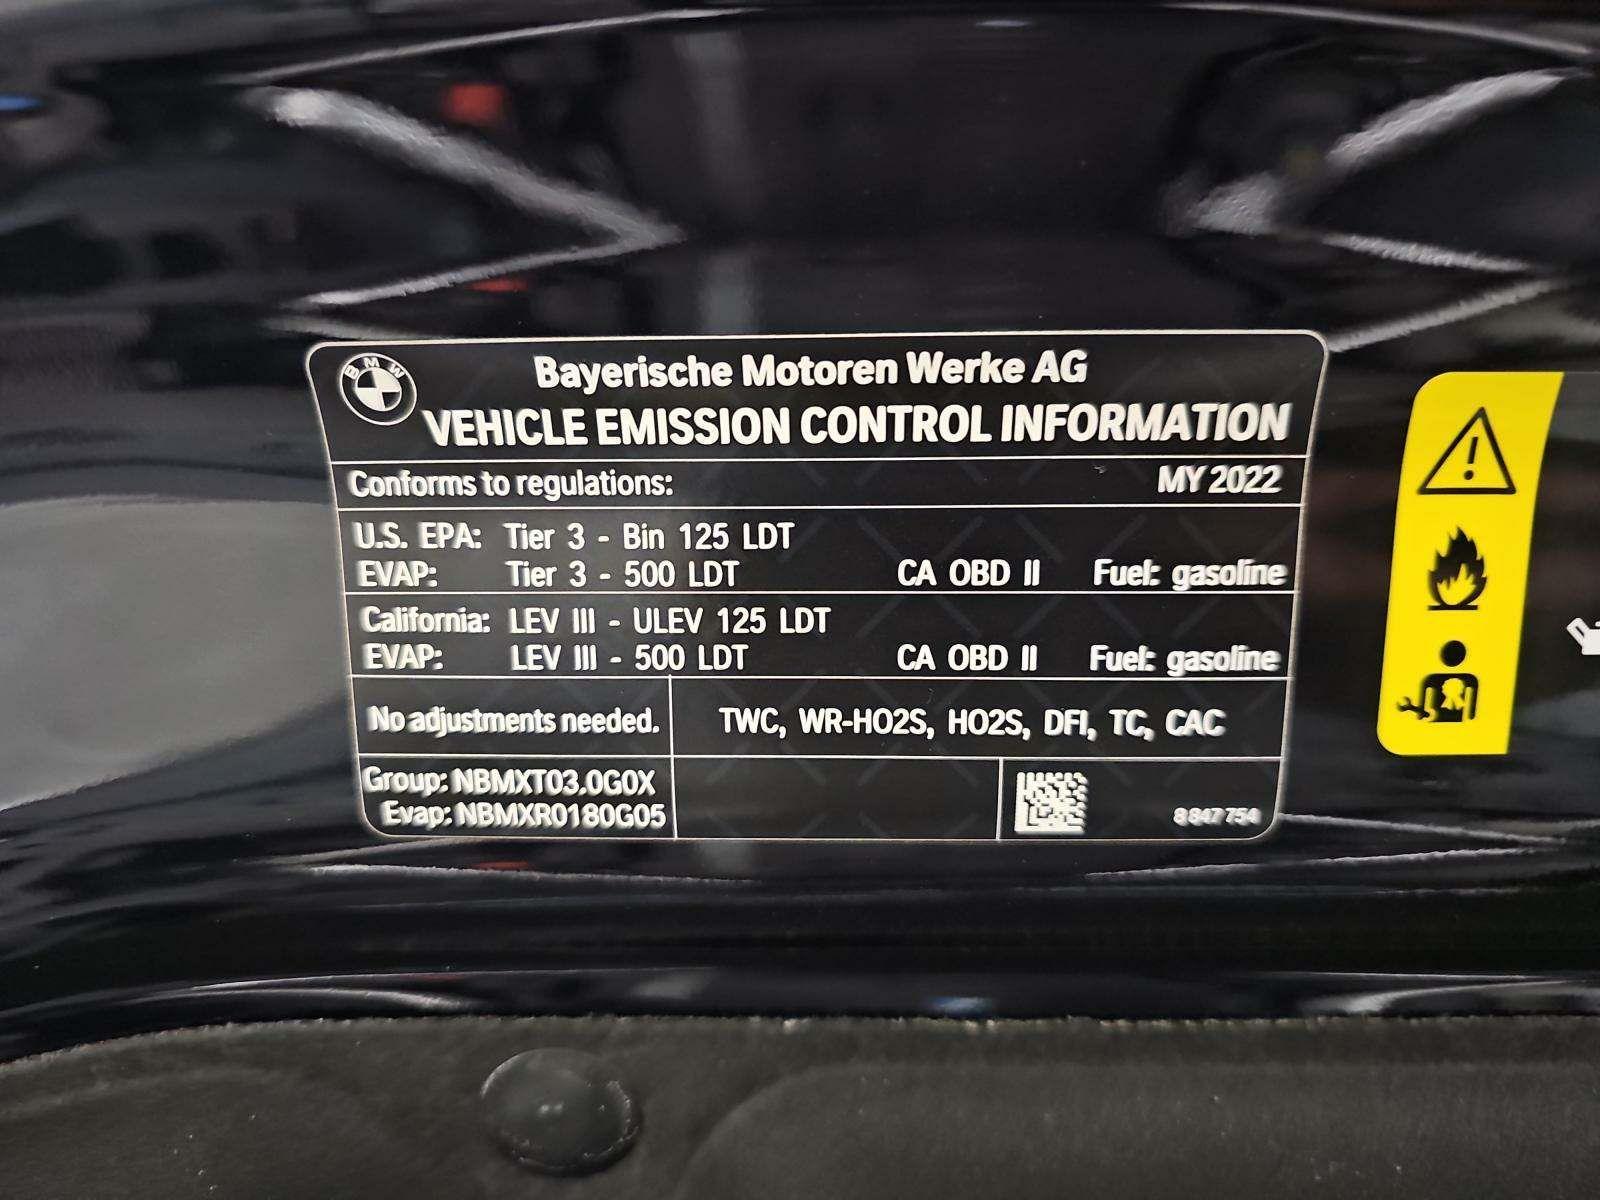 BMW
Bayerische Motoren Werke AG
VEHICLE EMISSION CONTROL INFORMATION
Conforms to regulations: MY 2022
U.S. EPA: Tier 3 - Bin 125 LDT
EVAP: Tier 3 - 500 LDT CA OBD II Fuel: gasoline
California: LEV III - ULEV 125 LDT
EVAP: LEV III - 500 LDT CA OBD II Fuel: gasoline
No adjustments needed. TWC, WR-HO2S, HO2S, DFI, TC, CAC
Group: NBMXT03.0G0X
Evap: NBMXR0180G05
8 847 754